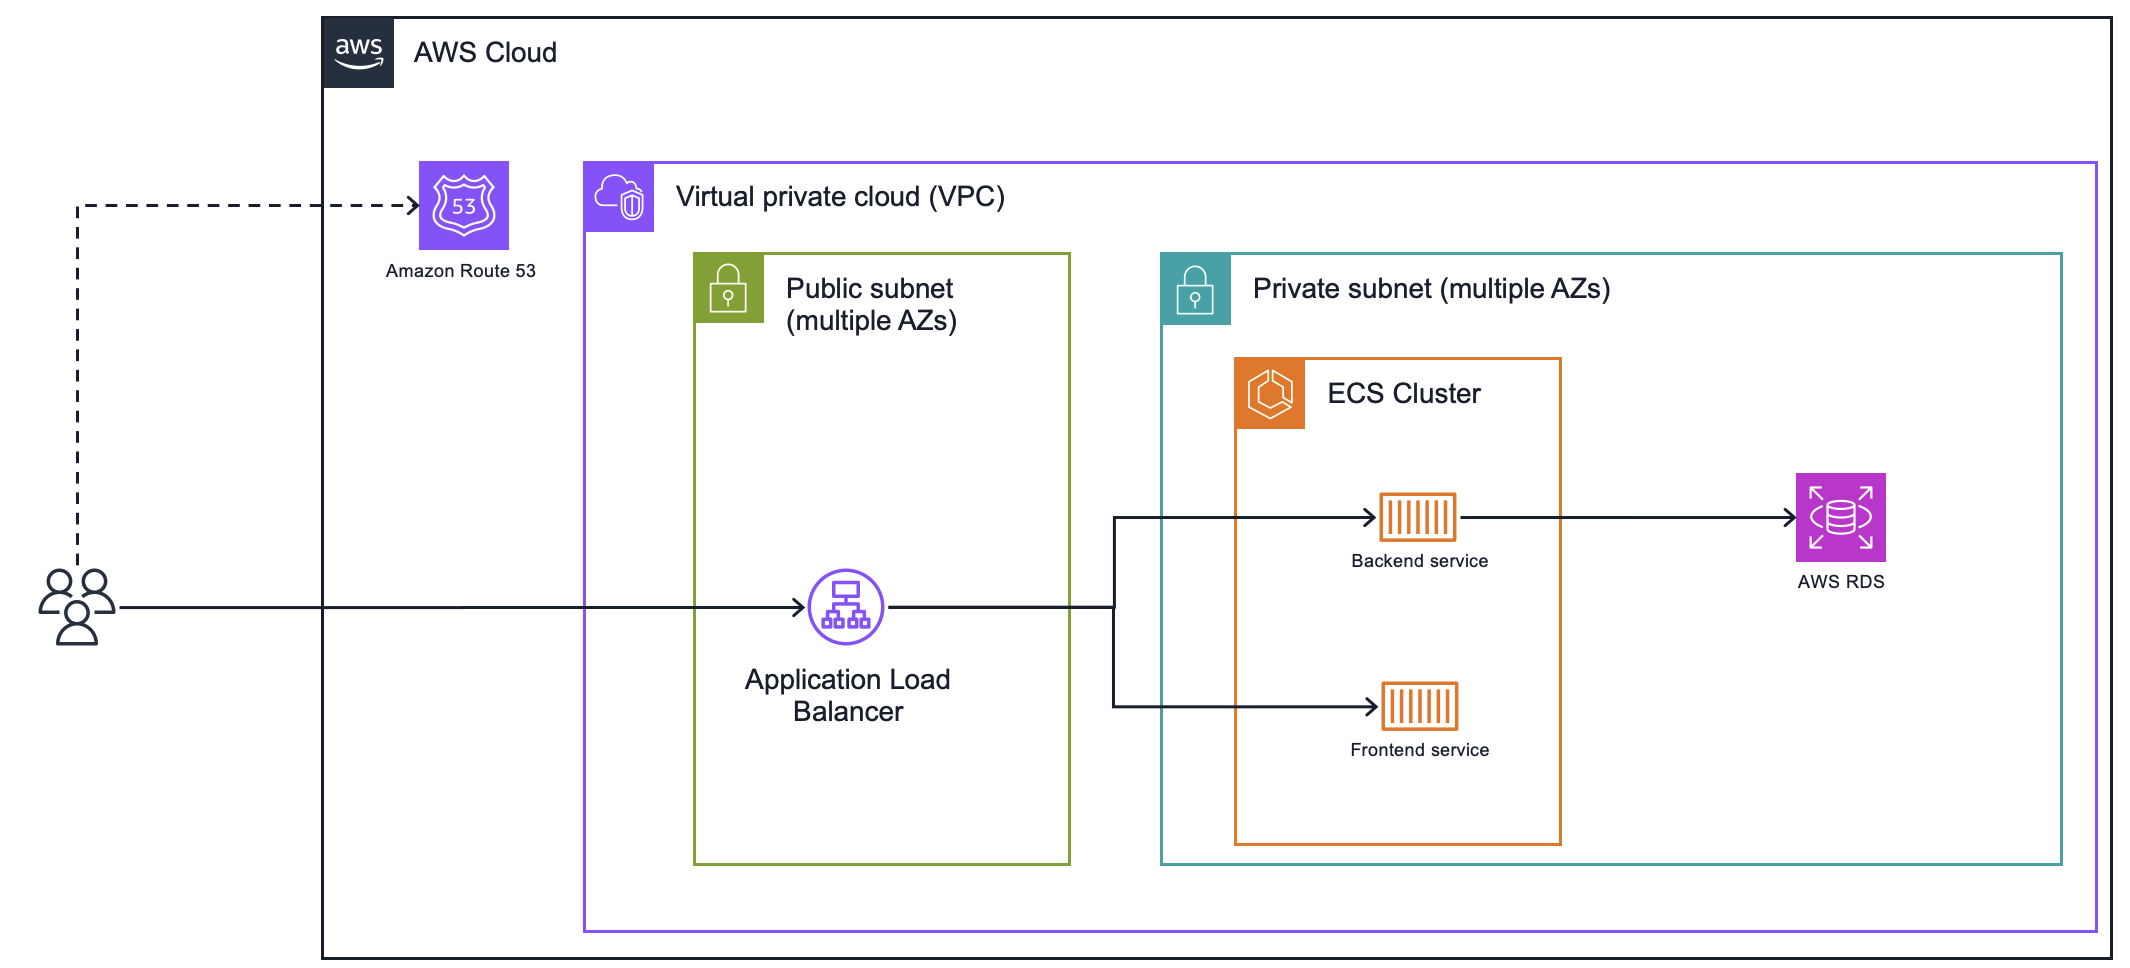 aws
AWS Cloud
53
Amazon Route 53
Virtual private cloud (VPC)
Public subnet
(multiple AZs)
Private subnet (multiple AZs)
ECS Cluster
Backend service
AWS RDS
Application Load
Balancer
Frontend service